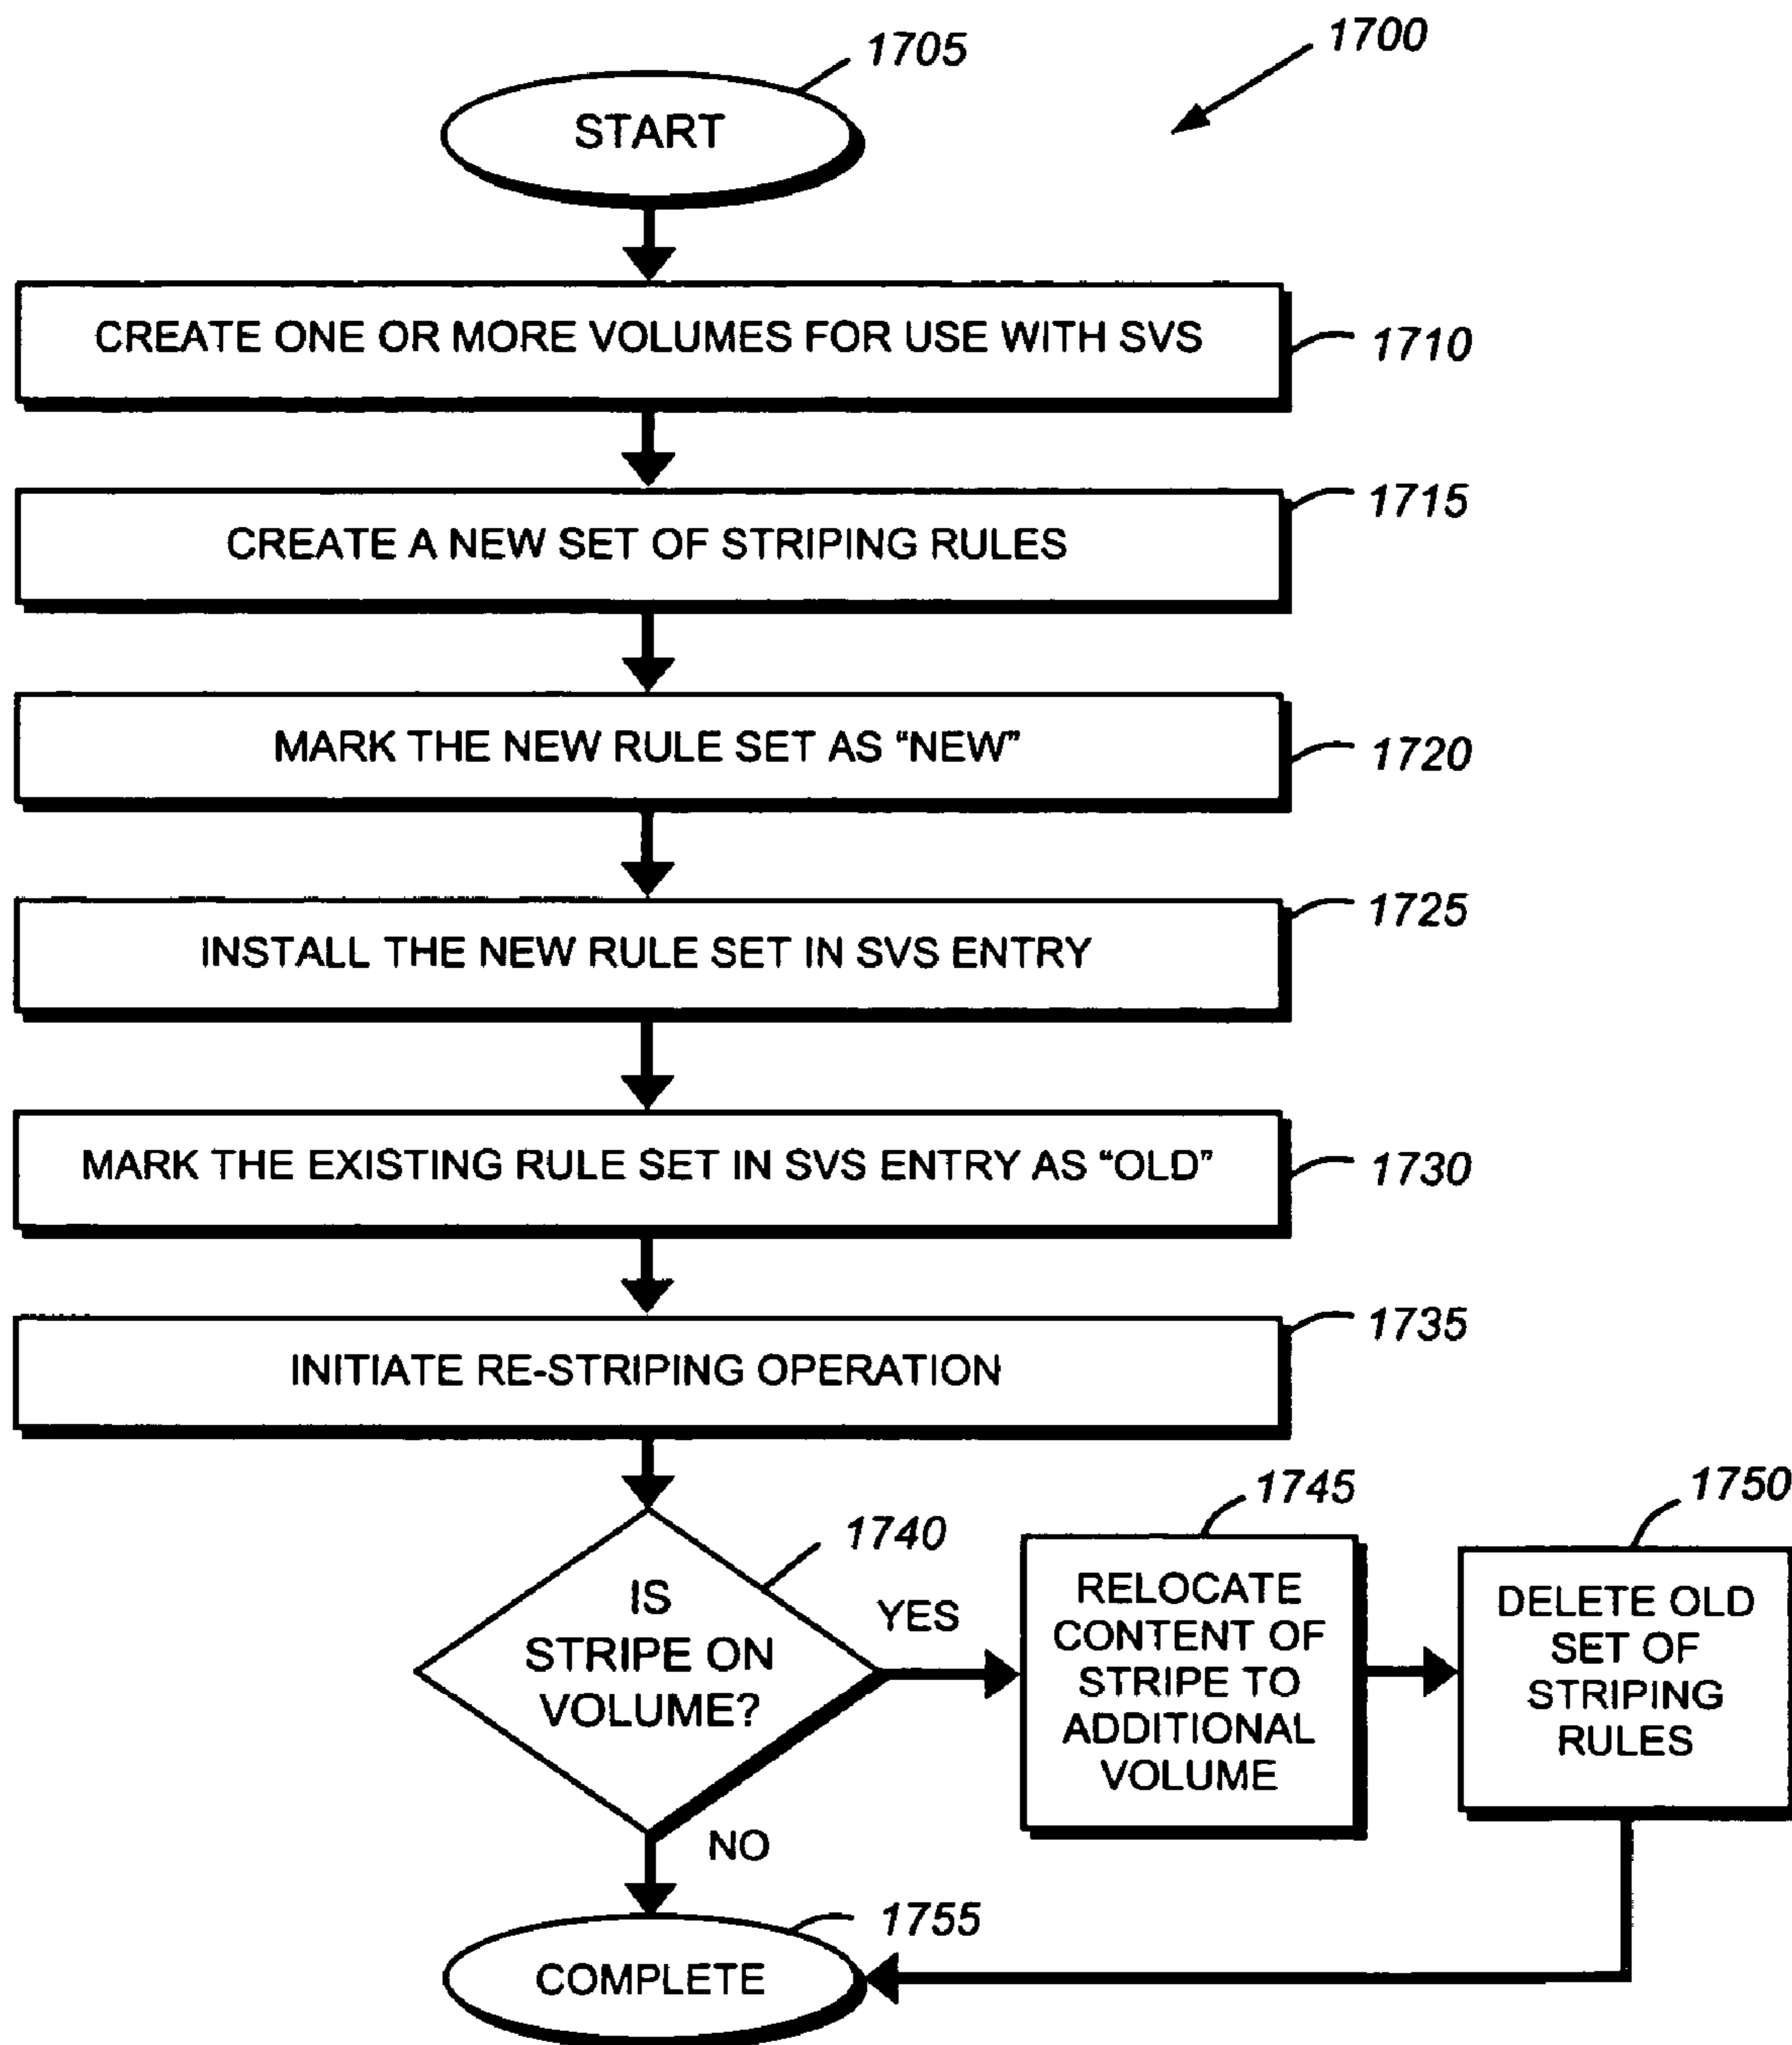 1705
1700
START
CREATE ONE OR MORE VOLUMES FOR USE WITH SVS
1710
1715
CREATE A NEW SET OF STRIPING RULES
MARK THE NEW RULE SET AS “NEW”
1720
1725
INSTALL THE NEW RULE SET IN SVS ENTRY
MARK THE EXISTING RULE SET IN SVS ENTRY AS “OLD”
1730
1735
INITIATE RE-STRIPING OPERATION
1740
IS
STRIPE ON
VOLUME?
YES
NO
1745
RELOCATE
CONTENT OF
STRIPE TO
ADDITIONAL
VOLUME
1750
DELETE OLD
SET OF
STRIPING
RULES
1755
COMPLETE